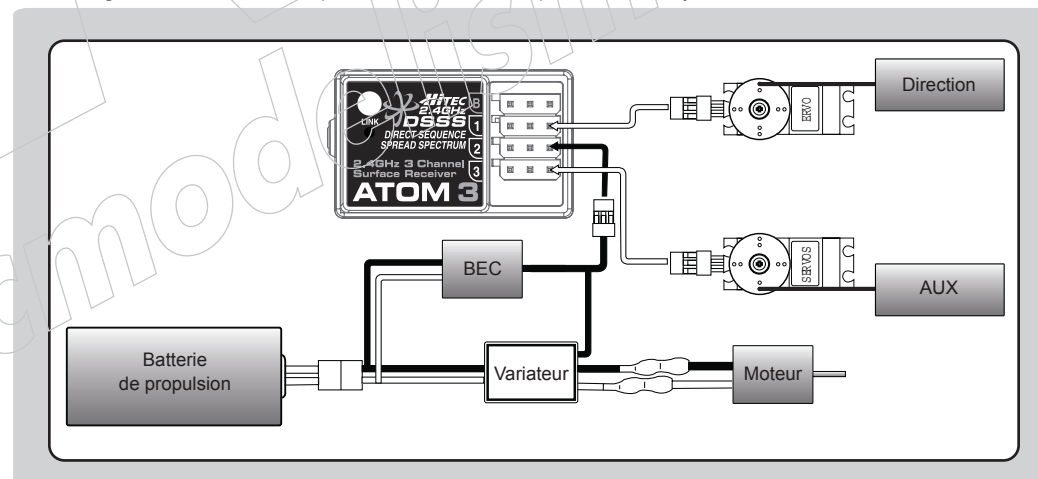 HiTEC
2.4GHz
B
DSSS
1
LINK
DIRECT-SEQUENCE
SPREAD SPECTRUM
2
2.4GHz 3 Channel
Surface Receiver
3
ATOM 3
ERVO
Direction
SERVOS
AUX
BEC
Batterie
de propulsion
Variateur
Moteur